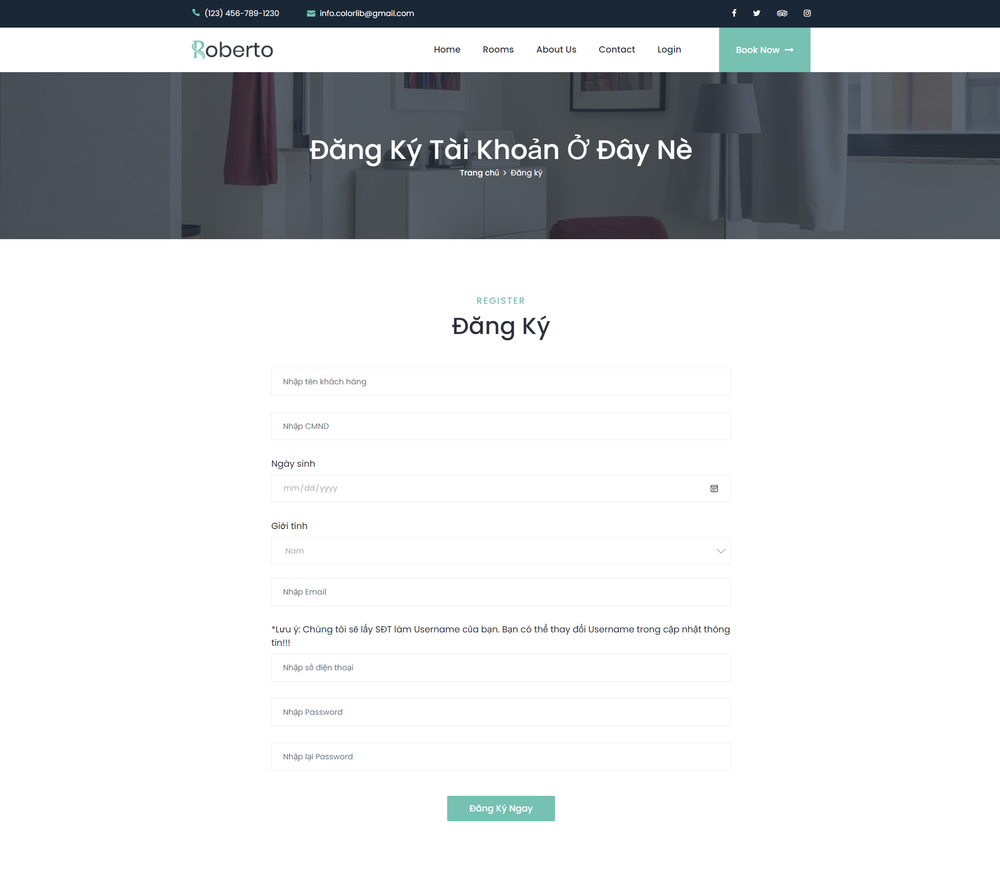 (123) 456-789-1230 info.colorlib@gmail.com
Roberto Home Rooms About Us Contact Login Book Now
Đăng Ký Tài Khoản Ở Đây Nè
Trang chủ > Đăng ký
REGISTER
Đăng Ký
Nhập tên khách hàng
Nhập CMND
Ngày sinh
mm/dd/yyyy
Giới tính
Nam
Nhập Email
*Lưu ý: Chúng tôi sẽ lấy SĐT làm Username của bạn. Bạn có thể thay đổi Username trong cập nhật thông
tin!!!
Nhập số điện thoại
Nhập Password
Nhập lại Password
Đăng Ký Ngay